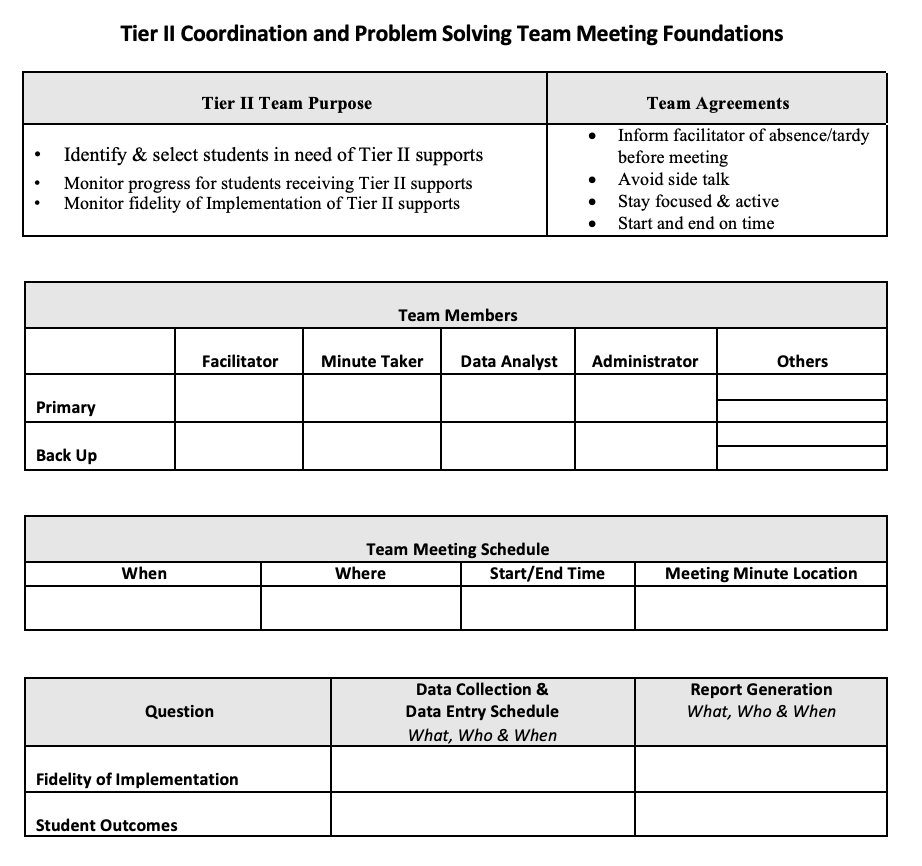 Tier II Coordination and Problem Solving Team Meeting Foundations
Tier II Team Purpose
Team Agreements
• Identify & select students in need of Tier II supports
• Monitor progress for students receiving Tier II supports
• Monitor fidelity of Implementation of Tier II supports
• Inform facilitator of absence/tardy
before meeting
• Avoid side talk
• Stay focused & active
• Start and end on time
Team Members
Facilitator Minute Taker Data Analyst Administrator Others
Primary
Back Up
Team Meeting Schedule
When Where Start/End Time Meeting Minute Location
Question
Data Collection &
Data Entry Schedule
What, Who & When
Report Generation
What, Who & When
Fidelity of Implementation
Student Outcomes